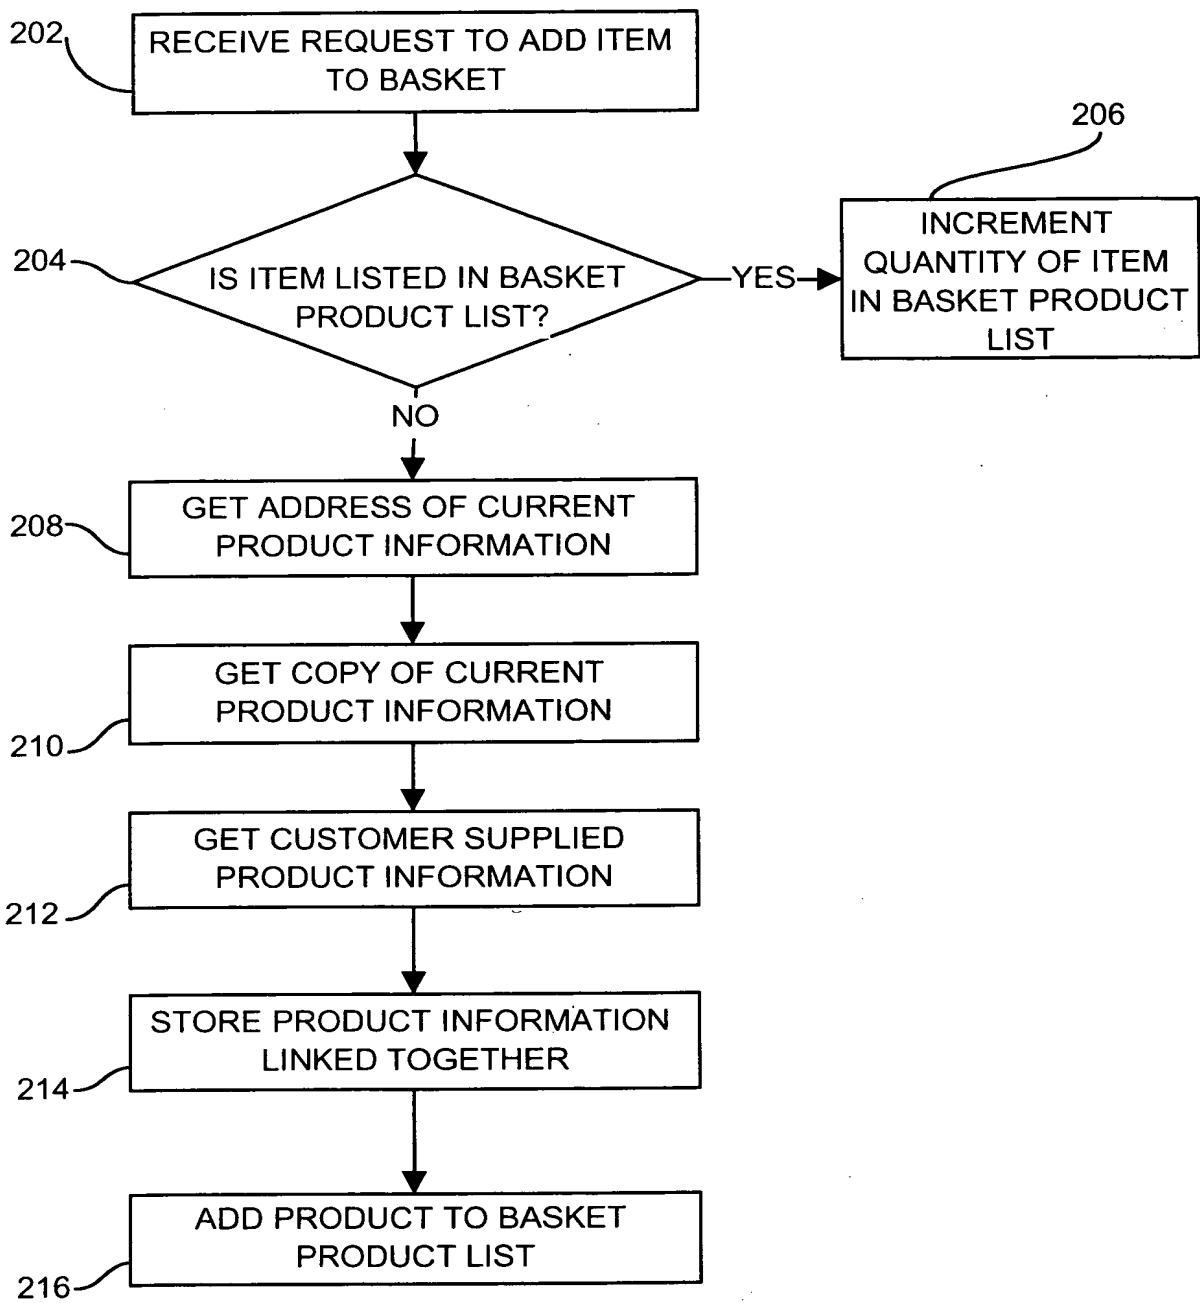 202
RECEIVE REQUEST TO ADD ITEM
TO BASKET
206
204
IS ITEM LISTED IN BASKET
PRODUCT LIST?
YES
INCREMENT
QUANTITY OF ITEM
IN BASKET PRODUCT
LIST
NO
208
GET ADDRESS OF CURRENT
PRODUCT INFORMATION
210
GET COPY OF CURRENT
PRODUCT INFORMATION
212
GET CUSTOMER SUPPLIED
PRODUCT INFORMATION
214
STORE PRODUCT INFORMATION
LINKED TOGETHER
216
ADD PRODUCT TO BASKET
PRODUCT LIST